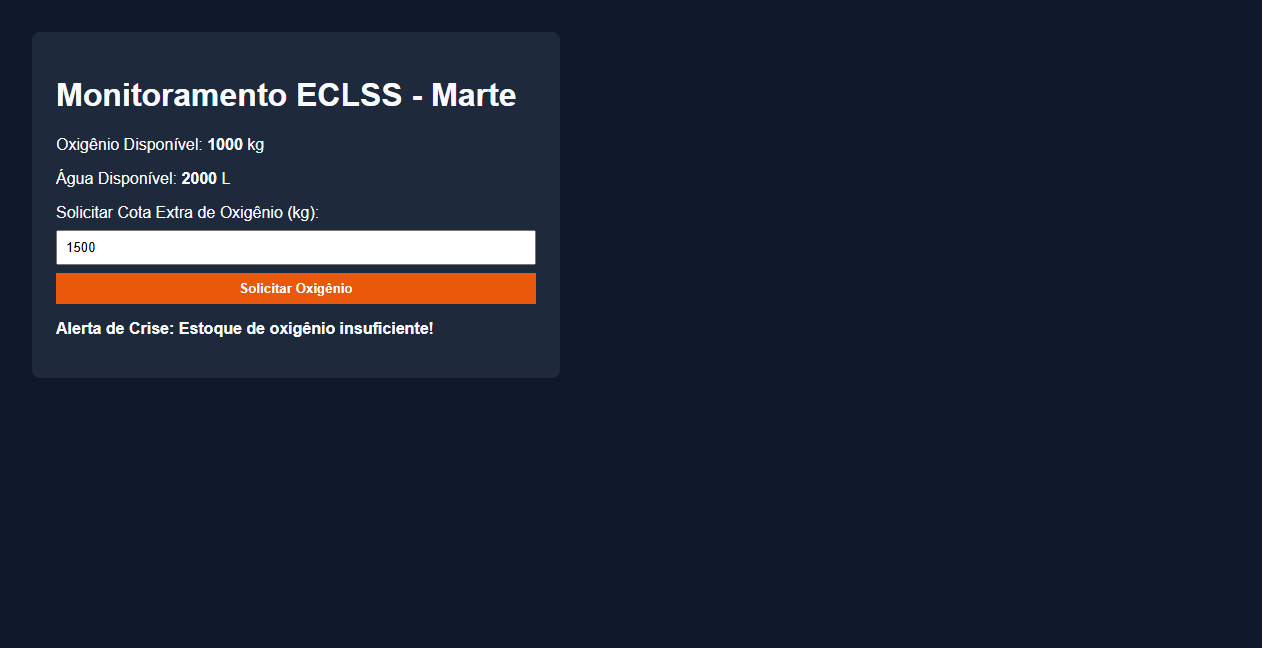 Monitoramento ECLSS - Marte
Oxigênio Disponível: 1000 kg
Água Disponível: 2000 L
Solicitar Cota Extra de Oxigênio (kg):
1500
Solicitar Oxigênio
Alerta de Crise: Estoque de oxigênio insuficiente!